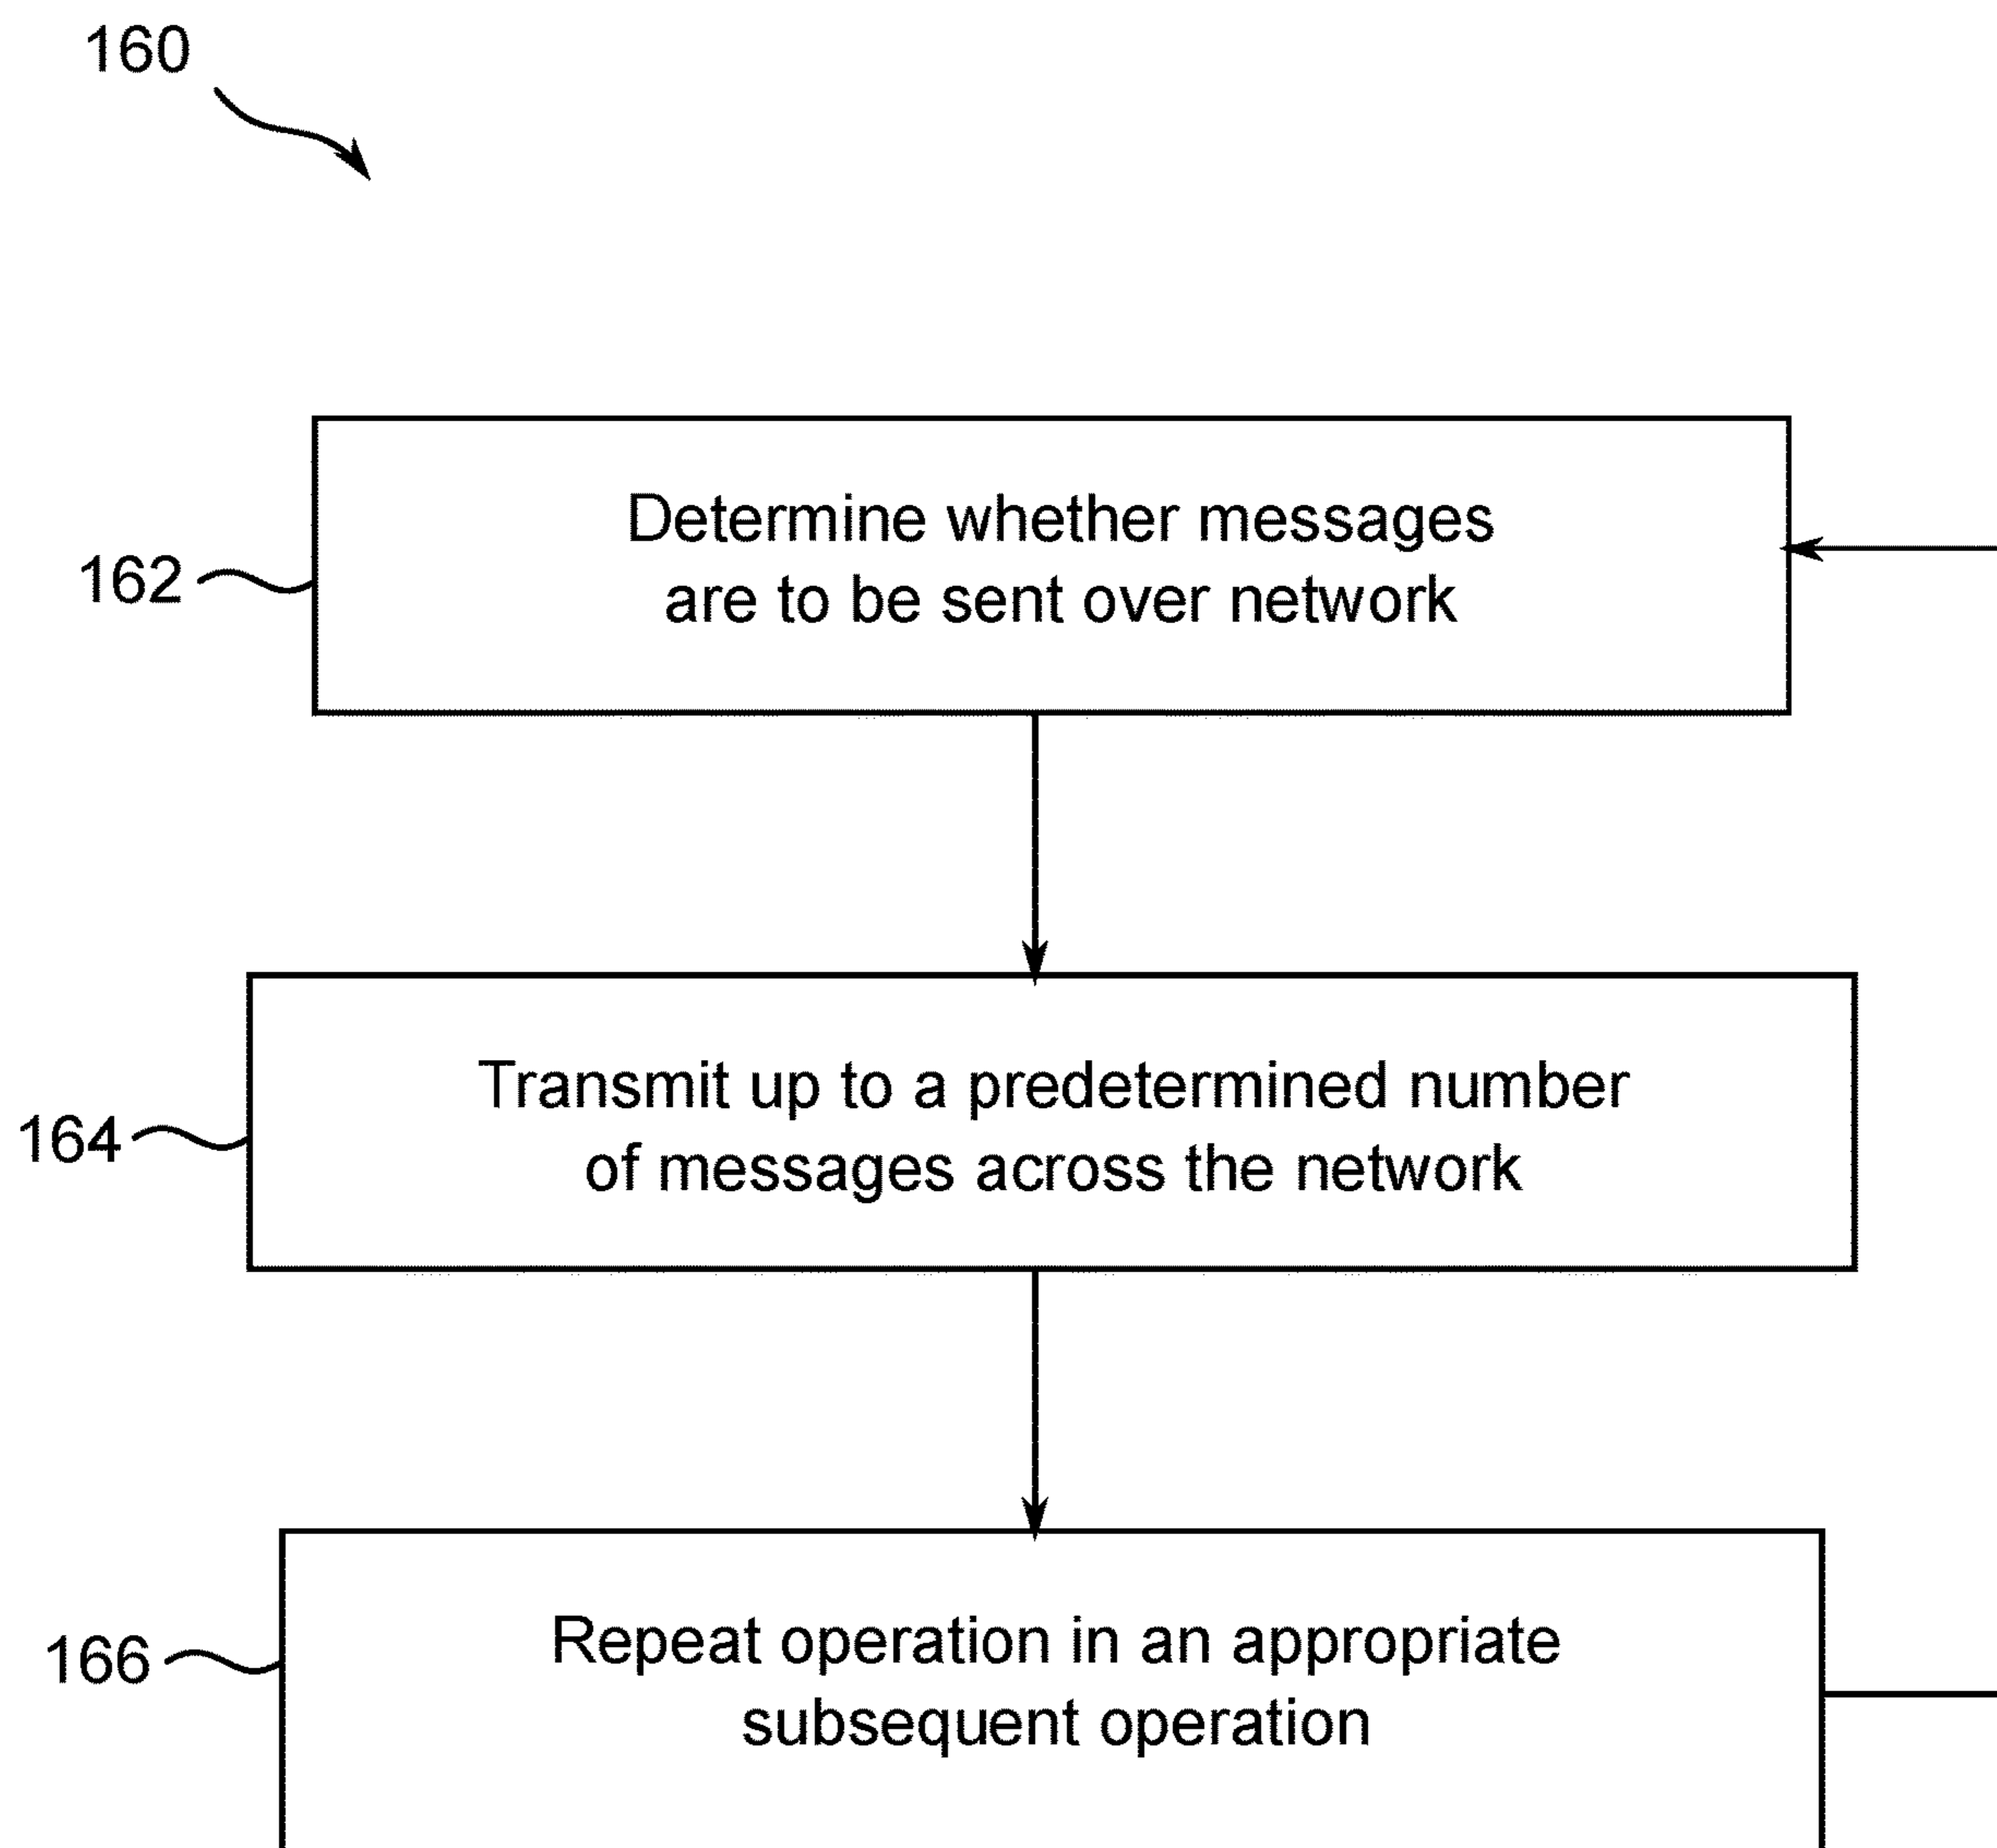 160
Determine whether messages
are to be sent over network
162
Transmit up to a predetermined number
of messages across the network
164
Repeat operation in an appropriate
subsequent operation
166